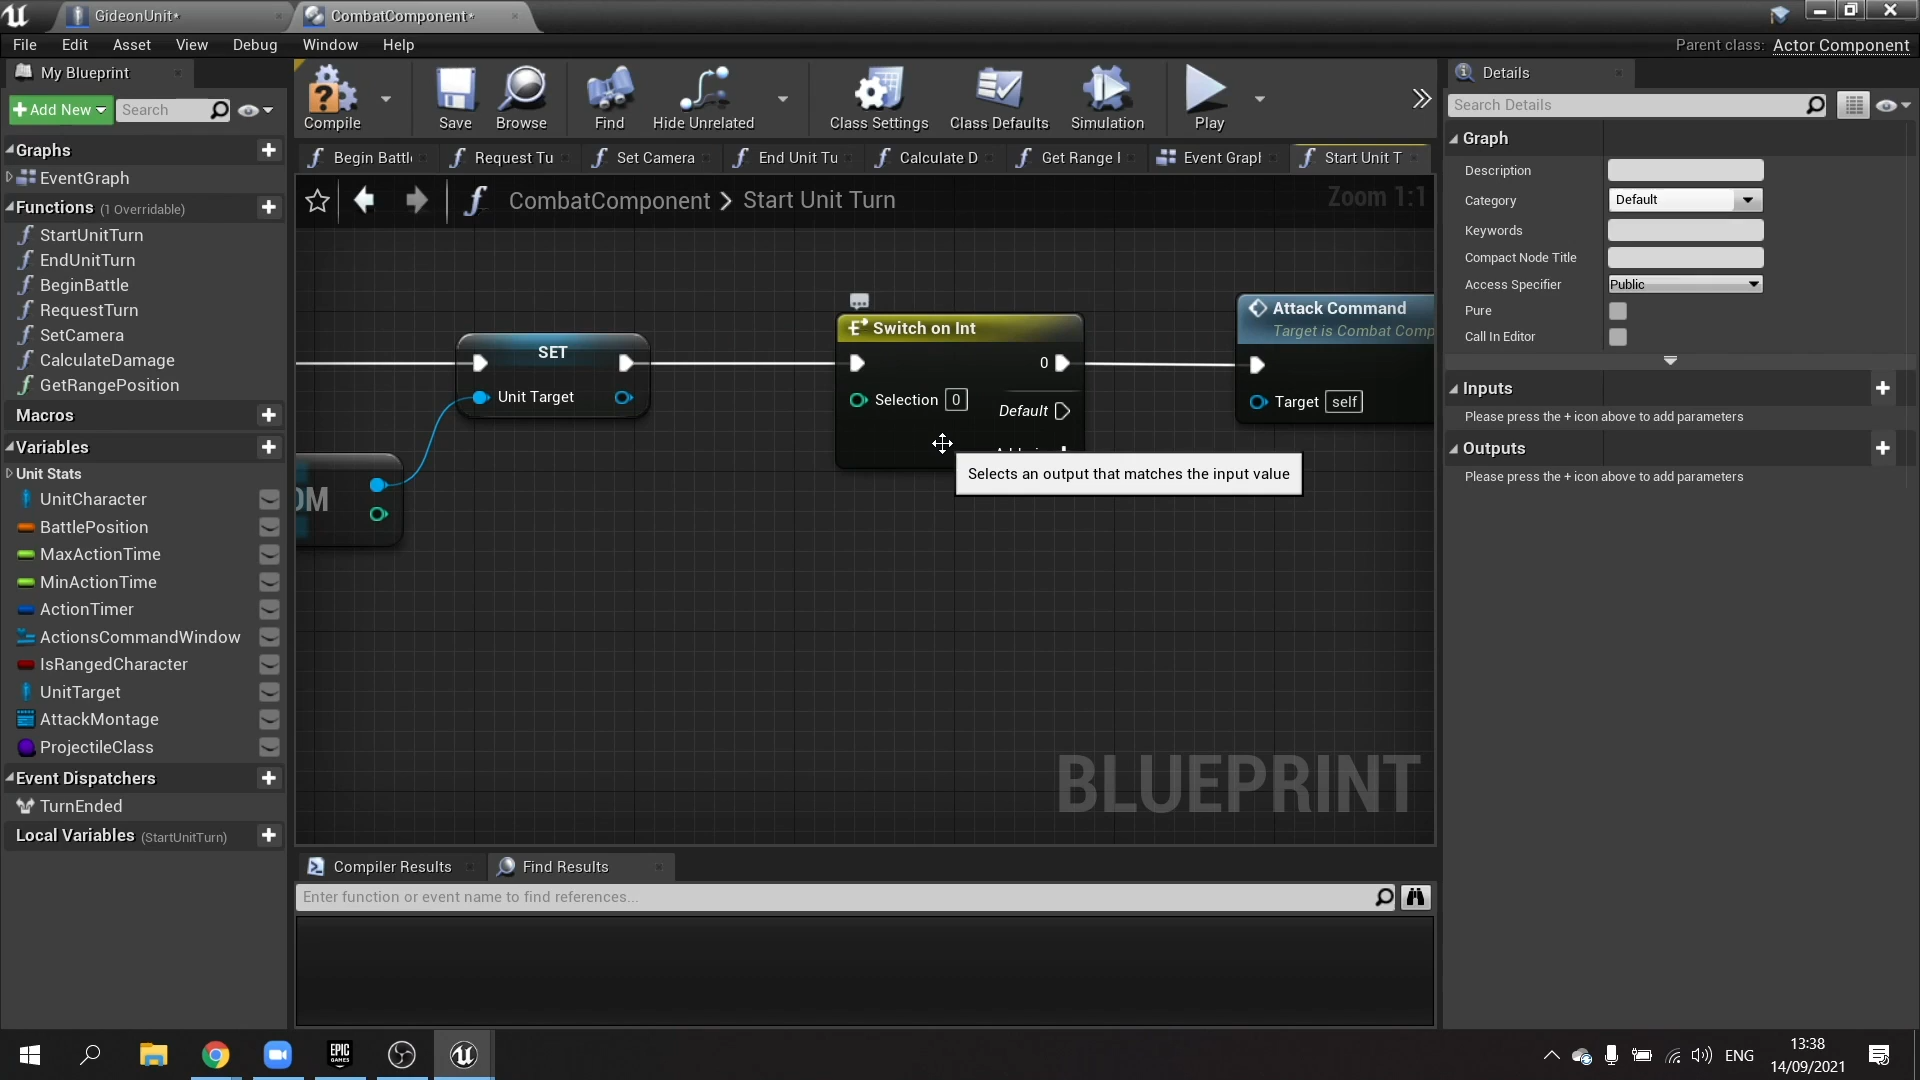 GideonUnit*
CombatComponent*
File Edit Asset View Debug Window Help
Parent class: Actor Component
My Blueprint
Add New
Search
Graphs
EventGraph
Functions (1 Overridable)
StartUnitTurn
EndUnitTurn
BeginBattle
RequestTurn
SetCamera
CalculateDamage
GetRangePosition
Macros
Variables
Unit Stats
UnitCharacter
BattlePosition
MaxActionTime
MinActionTime
ActionTimer
ActionsCommandWindow
IsRangedCharacter
UnitTarget
AttackMontage
ProjectileClass
Event Dispatchers
TurnEnded
Local Variables (StartUnitTurn)
Compile Save Browse Find Hide Unrelated Class Settings Class Defaults Simulation Play
Begin Battl Request Tu Set Camera End Unit Tu Calculate D Get Range Event Grapl Start Unit T
CombatComponent > Start Unit Turn
Zoom 1:1
SET
Unit Target
OM
Switch on Int
0
Selection 0
Default
Selects an output that matches the input value
Attack Command
Target is Combat Comp
Target self
BLUEPRINT
Compiler Results
Find Results
Enter function or event name to find references...
Details
Search Details
Graph
Description
Category Default
Keywords
Compact Node Title
Access Specifier Public
Pure
Call In Editor
Inputs
Please press the + icon above to add parameters
Outputs
Please press the + icon above to add parameters
EPIC
GAMES
ENG
13:38
14/09/2021